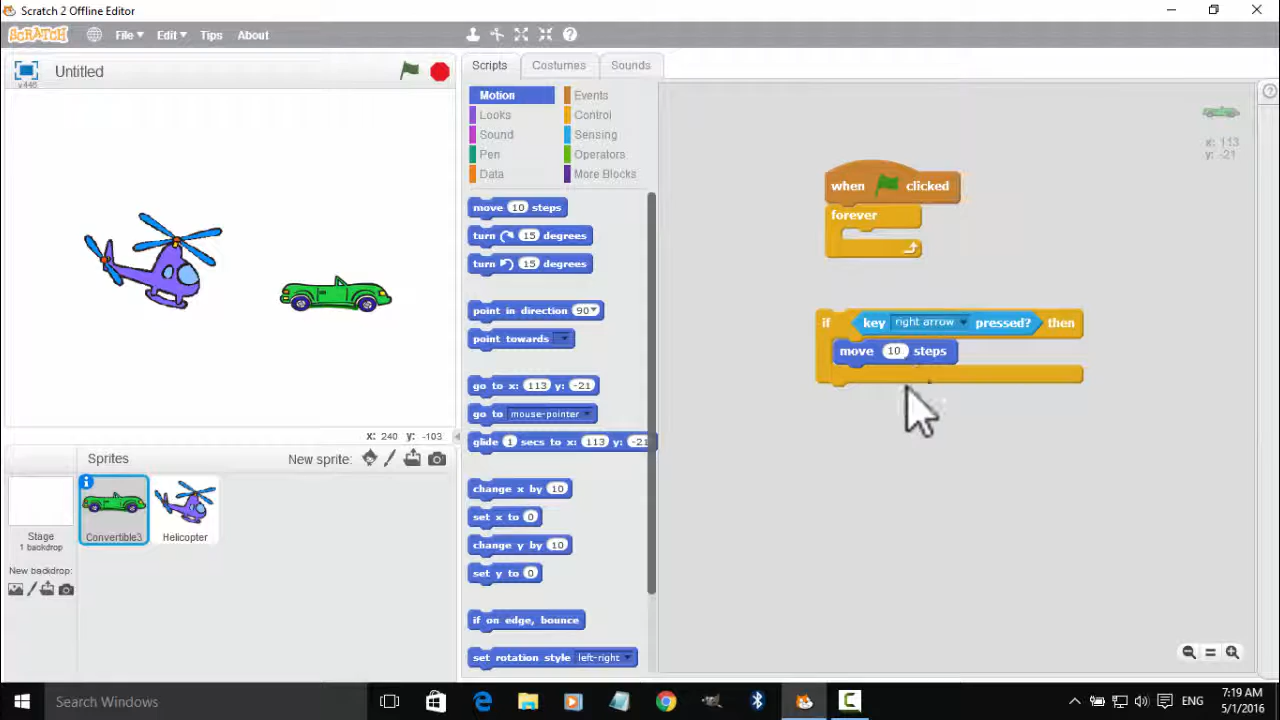 Scratch 2 Offline Editor
SCRATCH File Edit Tips About
v446 Untitled
Scripts Costumes Sounds
Motion Events
Looks Control
Sound Sensing
Pen Operators
Data More Blocks
move 10 steps
turn 15 degrees
turn 15 degrees
point in direction 90
point towards
go to x: 113 y: -21
go to mouse-pointer
glide 1 secs to x: 113 y: -21
change x by 10
set x to 0
change y by 10
set y to 0
if on edge, bounce
set rotation style left-right
x: 113
y: -21
when clicked
forever
if key right arrow pressed? then
move 10 steps
x: 240 y: -103
Sprites New sprite:
Stage
1 backdrop
New backdrop:
Convertible3
Helicopter
Search Windows
ENG
7:19 AM
5/1/2016